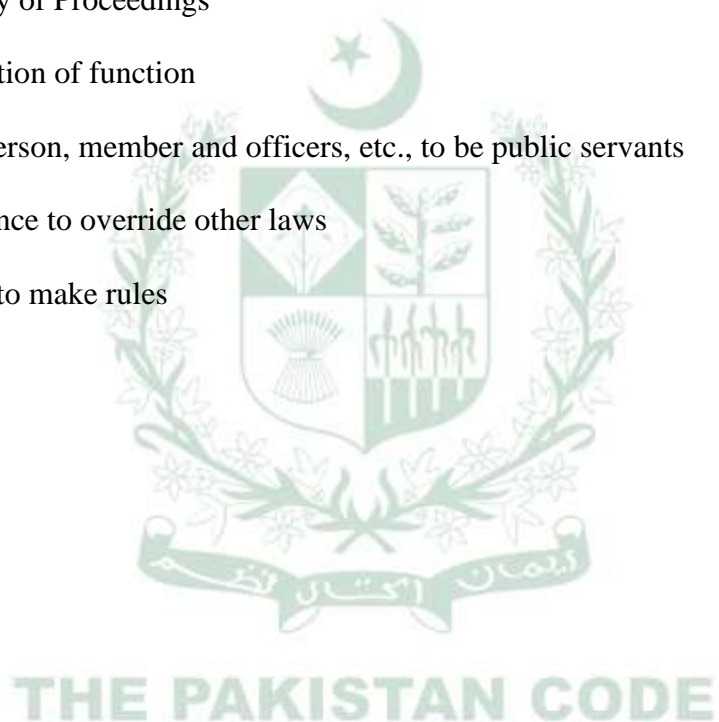 y of Proceedings
tion of function
erson, member and officers, etc., to be public servants
nce to override other laws
to make rules
THE PAKISTAN CODE